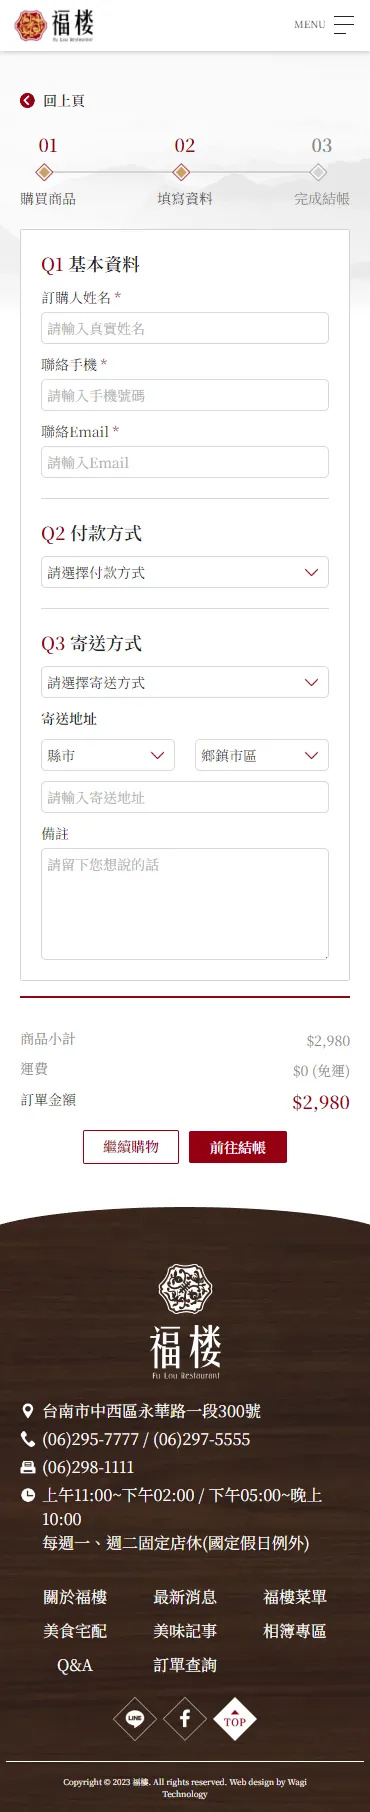 福楼
Fu Lou Restaurant
MENU
回上頁
01 02 03
購買商品 填寫資料 完成結帳
Q1 基本資料
訂購人姓名 *
請輸入真實姓名
聯絡手機 *
請輸入手機號碼
聯絡Email *
請輸入Email
Q2 付款方式
請選擇付款方式
Q3 寄送方式
請選擇寄送方式
寄送地址
縣市 鄉鎮市區
請輸入寄送地址
備註
請留下您想說的話
商品小計 $2,980
運費 $0 (免運)
訂單金額 $2,980
繼續購物 前往結帳
福楼
Fu Lou Restaurant
台南市中西區永華路一段300號
(06)295-7777 / (06)297-5555
(06)298-1111
上午11:00~下午02:00 / 下午05:00~晚上
10:00
每週一、週二固定店休(國定假日例外)
關於福樓 最新消息 福樓菜單
美食宅配 美味記事 相簿專區
Q&A 訂單查詢
LINE f TOP
Copyright © 2023 福樓. All rights reserved. Web design by Wagi
Technology